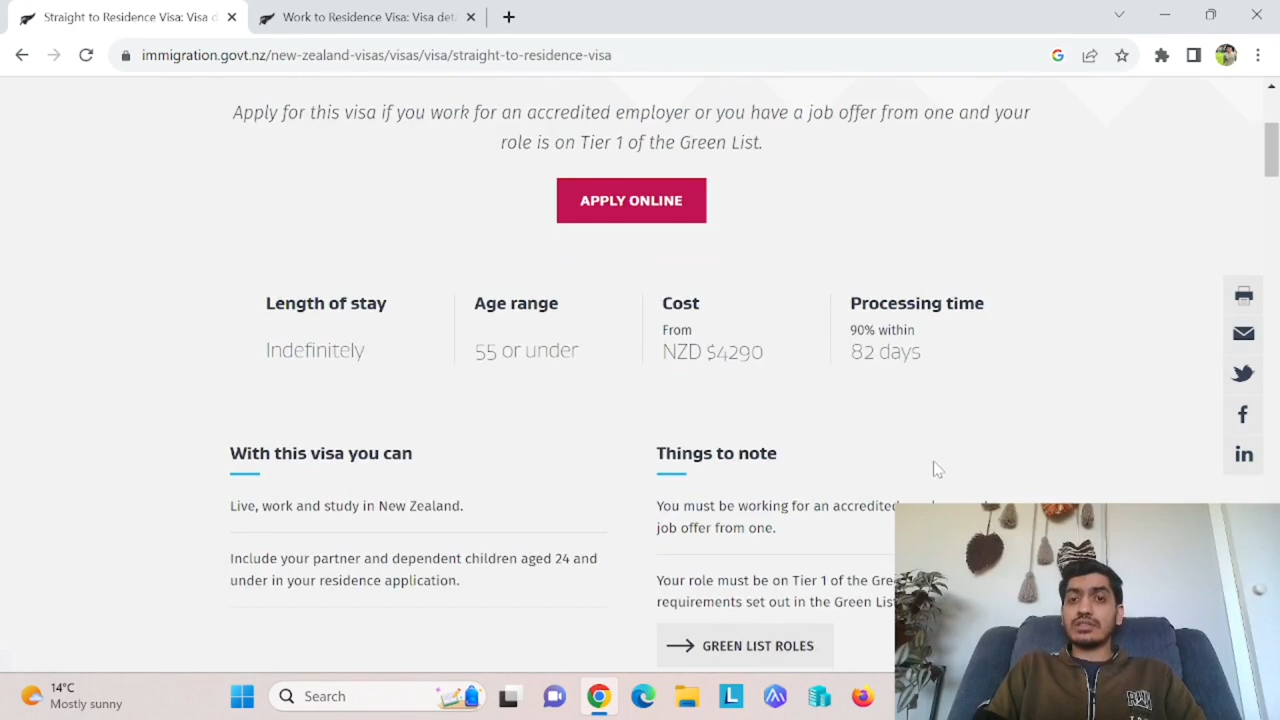 Straight to Residence Visa: Visa d
Work to Residence Visa: Visa deta
immigration.govt.nz/new-zealand-visas/visas/visa/straight-to-residence-visa
Apply for this visa if you work for an accredited employer or you have a job offer from one and your
role is on Tier 1 of the Green List.
APPLY ONLINE
Length of stay
Indefinitely
Age range
55 or under
Cost
From
NZD $4290
Processing time
90% within
82 days
With this visa you can
Live, work and study in New Zealand.
Include your partner and dependent children aged 24 and
under in your residence application.
Things to note
You must be working for an accredited
job offer from one.
Your role must be on Tier 1 of the Gre
requirements set out in the Green List
GREEN LIST ROLES
14°C
Mostly sunny
Search